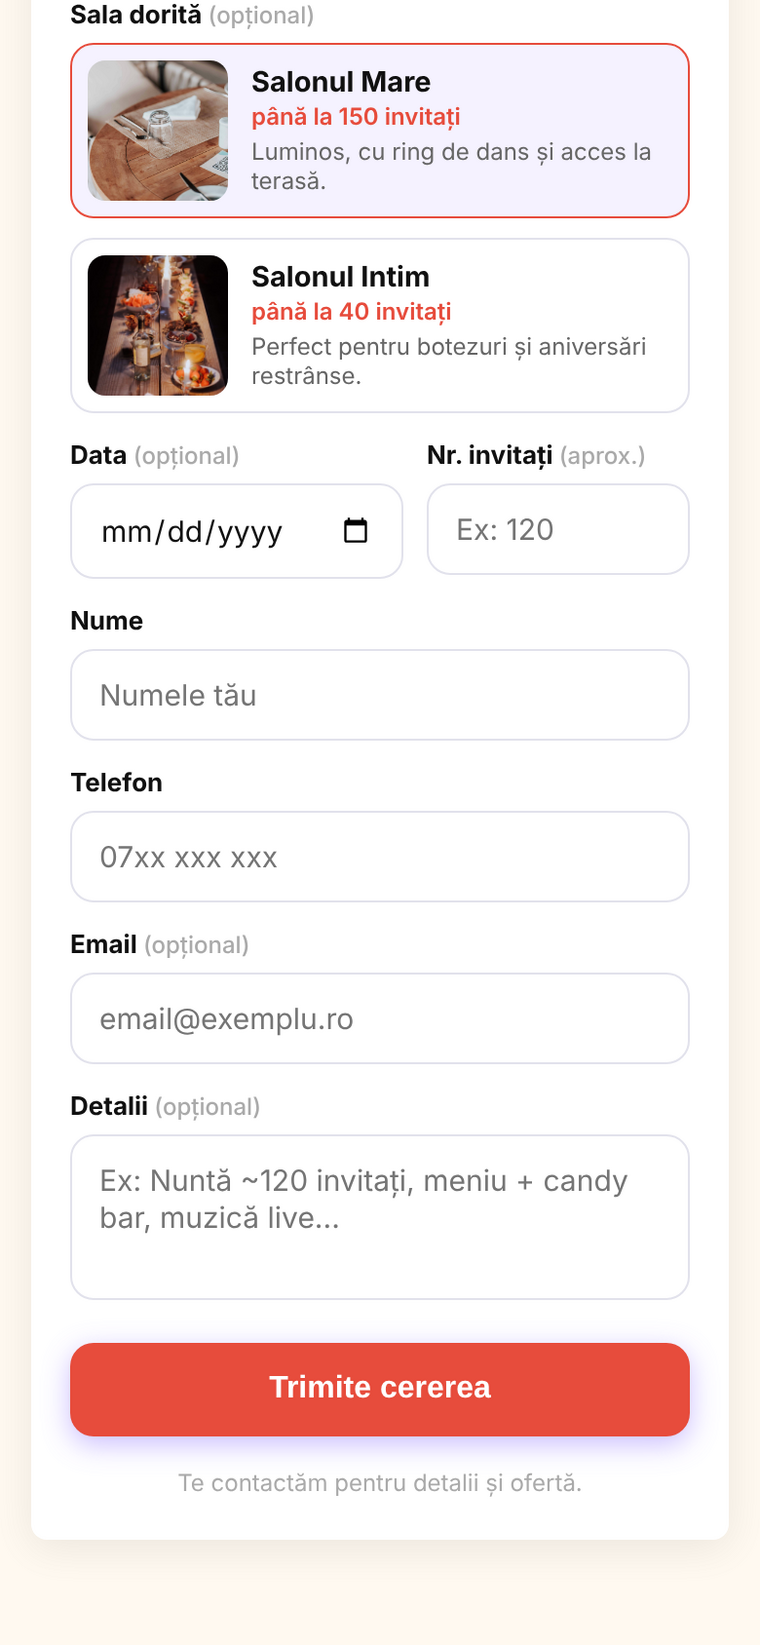 Sala dorită (opțional)
Salonul Mare
până la 150 invitați
Luminos, cu ring de dans și acces la
terasă.
Salonul Intim
până la 40 invitați
Perfect pentru botezuri și aniversări
restrânse.
Data (opțional)
Nr. invitați (aprox.)
mm/dd/yyyy
Ex: 120
Nume
Numele tău
Telefon
07xx xxx xxx
Email (opțional)
email@exemplu.ro
Detalii (opțional)
Ex: Nuntă ~120 invitați, meniu + candy
bar, muzică live...
Trimite cererea
Te contactăm pentru detalii și ofertă.